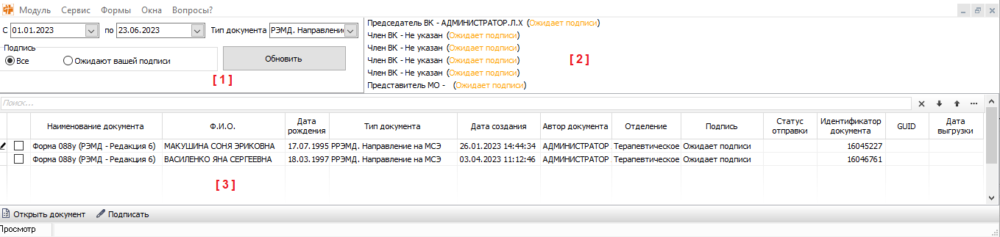 Модуль Сервис Формы Окна Вопросы?
С 01.01.2023 по 23.06.2023 Тип документа РЭМД. Направление
Подпись
Все Ожидают вашей подписи
Обновить
[ 1 ]
Председатель ВК - АДМИНИСТРАТОР.Л.Х (Ожидает подписи)
Член ВК - Не указан (Ожидает подписи)
Член ВК - Не указан (Ожидает подписи)
Член ВК - Не указан (Ожидает подписи)
Член ВК - Не указан (Ожидает подписи)
Представитель МО - (Ожидает подписи)
[ 2 ]
Поиск...
Наименование документа Ф.И.О. Дата рождения Тип документа Дата создания Автор документа Отделение Подпись Статус отправки Идентификатор документа GUID Дата выгрузки
Форма 088у (РЭМД - Редакция 6) МАКУШИНА СОНЯ ЭРИКОВНА 17.07.1995 РРЭМД. Направление на МСЭ 26.01.2023 14:44:34 АДМИНИСТРАТОР Терапевтическое Ожидает подписи 16045227
Форма 088у (РЭМД - Редакция 6) ВАСИЛЕНКО ЯНА СЕРГЕЕВНА 18.03.1997 РРЭМД. Направление на МСЭ 03.04.2023 11:12:46 АДМИНИСТРАТОР Терапевтическое Ожидает подписи 16046761
[ 3 ]
Открыть документ Подписать
Просмотр